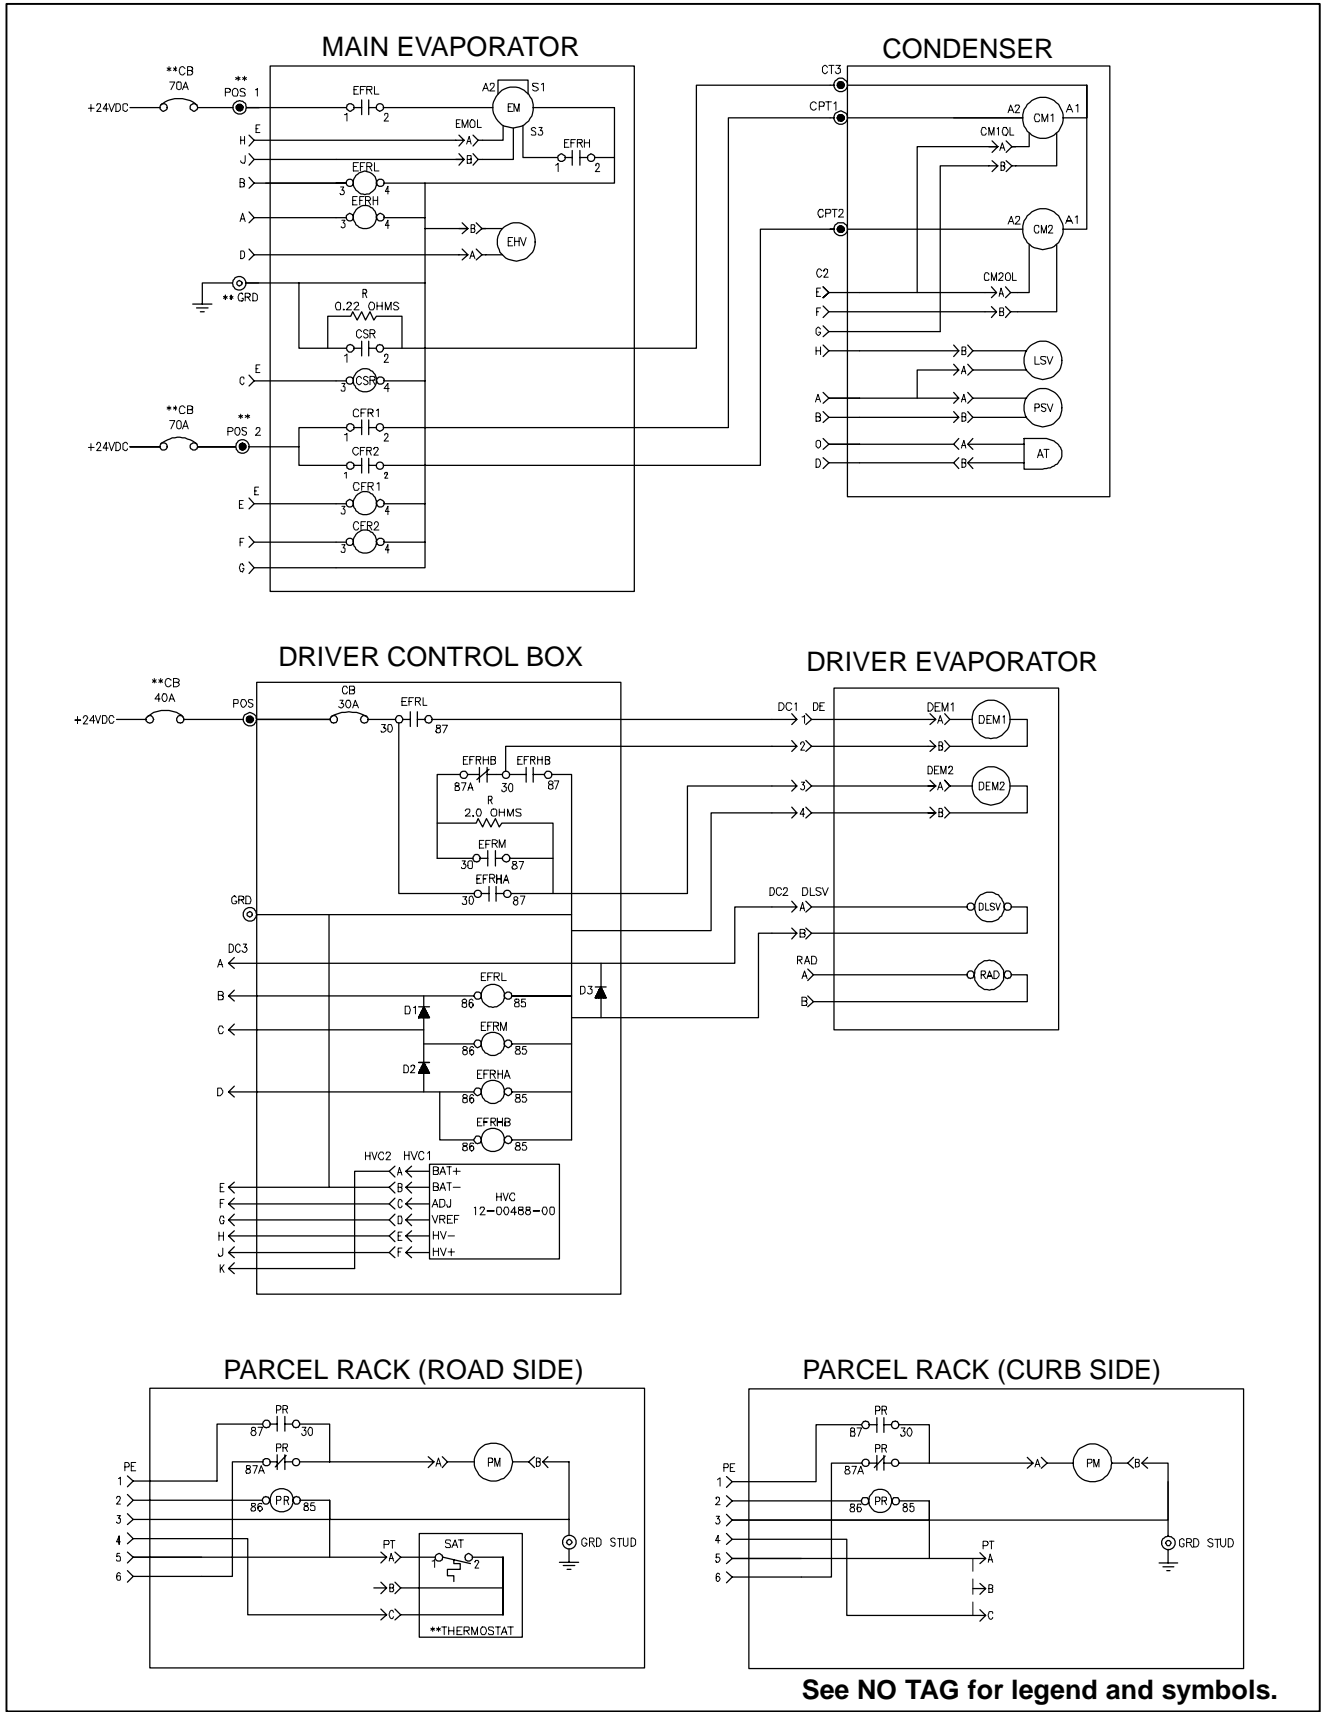 MAIN EVAPORATOR
CONDENSER
**CB
70A
**
POS 1
+24VDC
EFRL
1 2
A2 S1
EM
S3
E
H
EMOL
A
J
B
EFRH
1 2
B
EFRL
3 4
A
EFRH
3 4
B
EHV
D
A
** GRD
R
0.22 OHMS
CSR
1 2
E
C
3 CSR 4
**CB
70A
**
POS 2
+24VDC
CFR1
1 2
CFR2
1 2
E
E
CFR1
3 4
F
CFR2
3 4
G
CT3
CPT1
A2 CM1 A1
CM1OL
A
B
CPT2
A2 CM2 A1
C2
E
CM2OL
A
F
B
G
H
B
LSV
A
A
A
PSV
B
B
O
A
AT
D
B
DRIVER CONTROL BOX
DRIVER EVAPORATOR
**CB
40A
+24VDC
POS
CB
30A
EFRL
30 87
EFRHB EFRHB
87A 30 87
R
2.0 OHMS
EFRM
30 87
EFRHA
30 87
GRD
DC3
A
B
EFRL
86 85
D3
D1
C
EFRM
86 85
D2
D
EFRHA
86 85
EFRHB
86 85
HVC2 HVC1
A BAT+
E B BAT-
F C ADJ
G D VREF
H E HV-
J F HV+
K
HVC
12-00488-00
DC1 DE
1
DEM1
A DEM1
2
B
3
DEM2
A DEM2
4
B
DC2 DLSV
A
DLSV
B
RAD
A
RAD
B
PARCEL RACK (ROAD SIDE)
PARCEL RACK (CURB SIDE)
PR
87 30
PR
87A
A PM B
PE
1
2
86 PR 85
3
4
5
6
GRD STUD
PT
A
SAT
1 2
B
C
**THERMOSTAT
PR
87 30
PR
87A
A PM B
PE
1
2
86 PR 85
3
4
5
6
GRD STUD
PT
A
B
C
See NO TAG for legend and symbols.